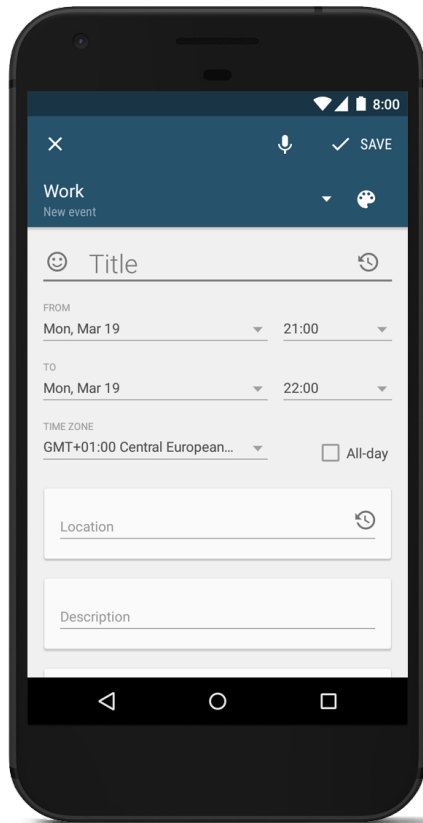 8:00
SAVE
Work
New event
Title
FROM
Mon, Mar 19 21:00
TO
Mon, Mar 19 22:00
TIME ZONE
GMT+01:00 Central European...
All-day
Location
Description